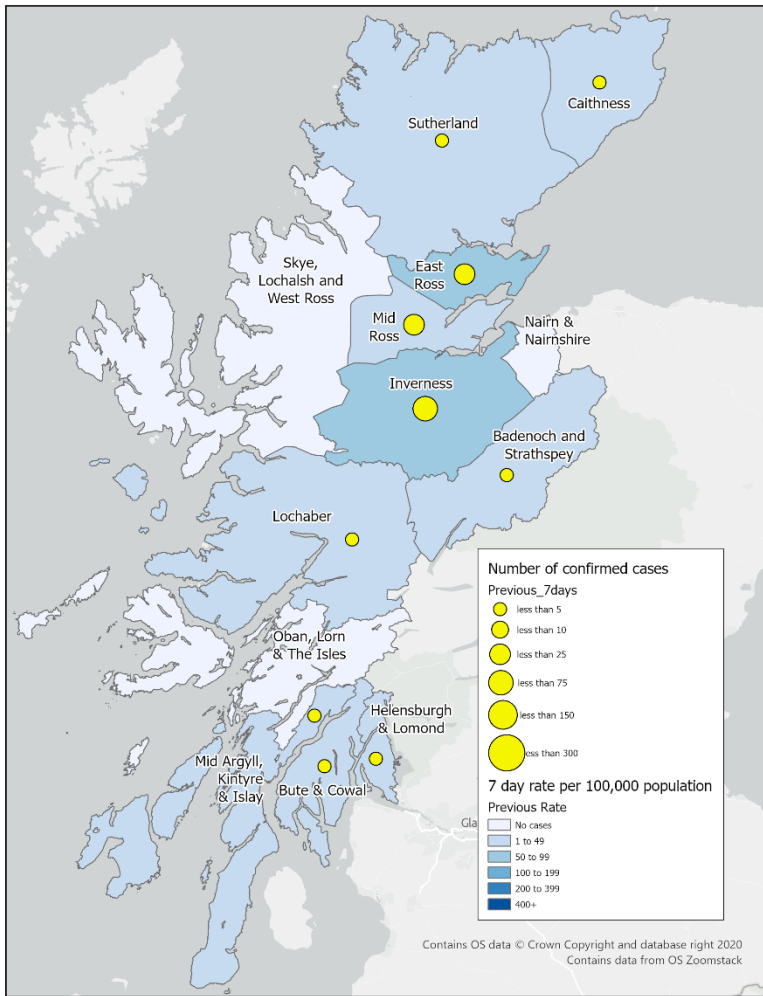 Caithness
Sutherland
Skye,
Lochalsh and
West Ross
East
Ross
Mid
Ross
Nairn &
Nairnshire
Inverness
Badenoch and
Strathspey
Lochaber
Oban, Lorn
& The Isles
Helensburgh
& Lomond
Mid Argyll,
Kintyre
& Islay
Bute & Cowal
Gla
Number of confirmed cases
Previous_7days
less than 5
less than 10
less than 25
less than 75
less than 150
less than 300
7 day rate per 100,000 population
Previous Rate
No cases
1 to 49
50 to 99
100 to 199
200 to 399
400+
Contains OS data © Crown Copyright and database right 2020
Contains data from OS Zoomstack